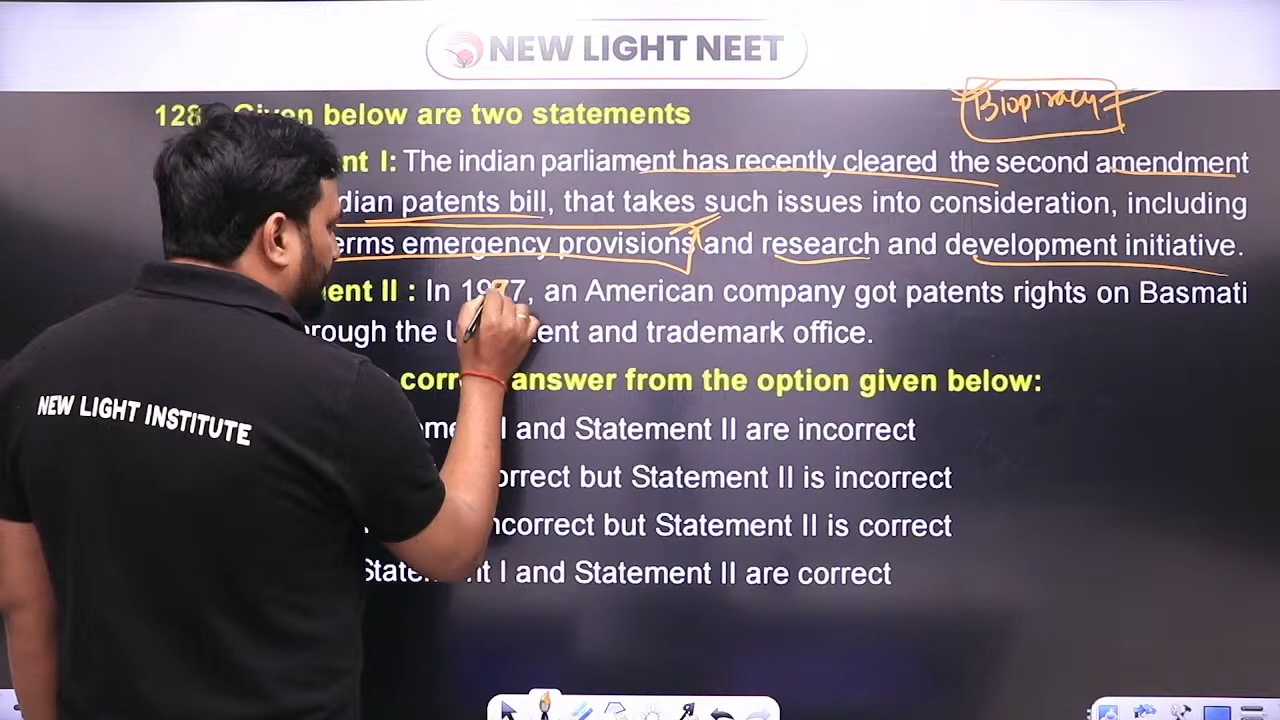 NEW LIGHT NEET
Biopiracy
128 Given below are two statements
nt I: The indian parliament has recently cleared the second amendment
dian patents bill, that takes such issues into consideration, including
erms emergency provisions and research and development initiative.
ent II : In 1977, an American company got patents rights on Basmati
rough the U ent and trademark office.
corr answer from the option given below:
eme I and Statement II are incorrect
orrect but Statement II is incorrect
ncorrect but Statement II is correct
State nt I and Statement II are correct
NEW LIGHT INSTITUTE